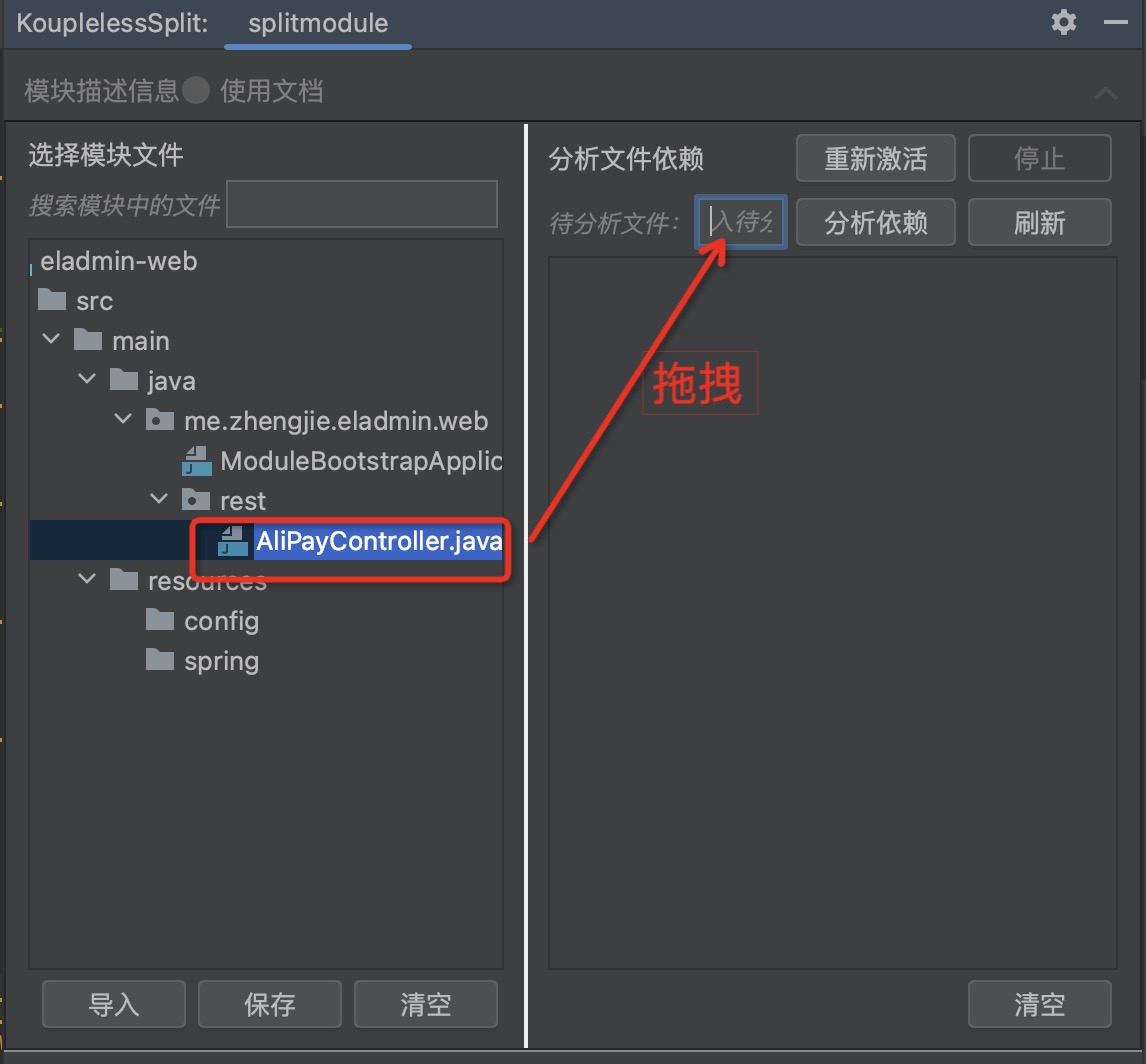 KouplelessSplit: splitmodule
模块描述信息 使用文档
选择模块文件
搜索模块中的文件
eladmin-web
src
main
java
me.zhengjie.eladmin.web
ModuleBootstrapApplic
rest
AliPayController.java
resources
config
spring
导入 保存 清空
分析文件依赖 重新激活 停止
待分析文件： 入待分 分析依赖 刷新
拖拽
清空